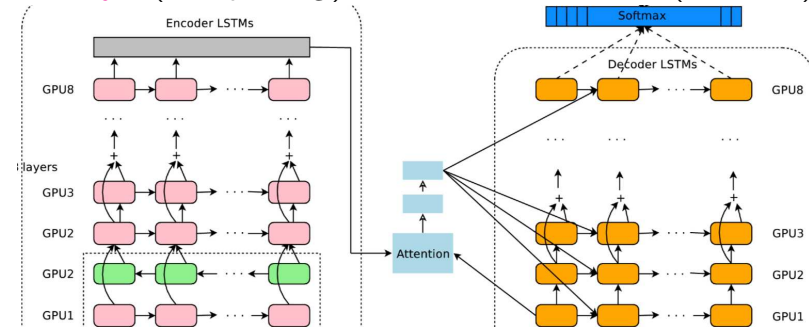 Encoder LSTMs
GPU8
layers
GPU3
GPU2
GPU2
GPU1
Attention
Softmax
Decoder LSTMs
GPU8
GPU3
GPU2
GPU1